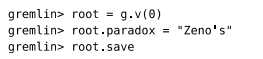 gremlin> root = g.v(0)
gremlin> root.paradox = "Zeno's"
gremlin> root.save